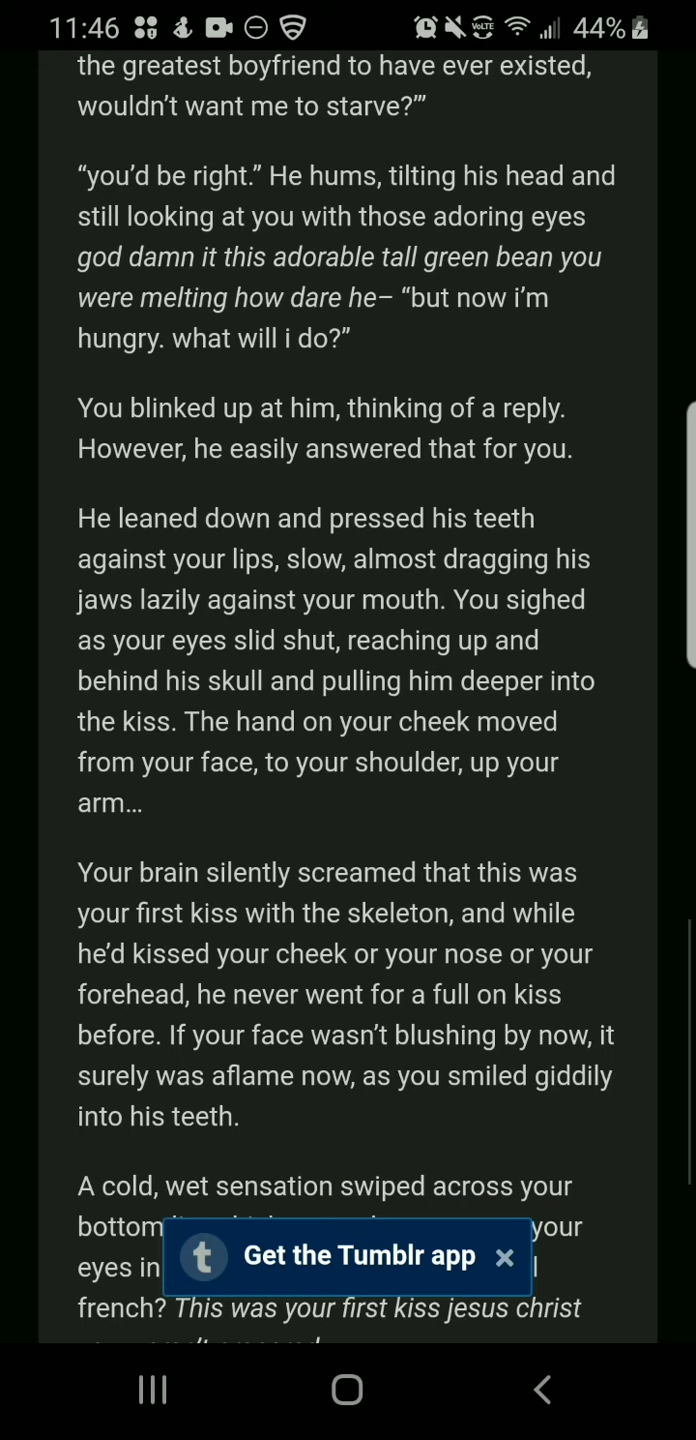 11:46 VoLTE 44%
the greatest boyfriend to have ever existed,
wouldn’t want me to starve?’”
“you’d be right.” He hums, tilting his head and
still looking at you with those adoring eyes
god damn it this adorable tall green bean you
were melting how dare he– “but now i’m
hungry. what will i do?”
You blinked up at him, thinking of a reply.
However, he easily answered that for you.
He leaned down and pressed his teeth
against your lips, slow, almost dragging his
jaws lazily against your mouth. You sighed
as your eyes slid shut, reaching up and
behind his skull and pulling him deeper into
the kiss. The hand on your cheek moved
from your face, to your shoulder, up your
arm…
Your brain silently screamed that this was
your first kiss with the skeleton, and while
he’d kissed your cheek or your nose or your
forehead, he never went for a full on kiss
before. If your face wasn’t blushing by now, it
surely was aflame now, as you smiled giddily
into his teeth.
A cold, wet sensation swiped across your
bottom your
eyes in
t Get the Tumblr app ×
french? This was your first kiss jesus christ